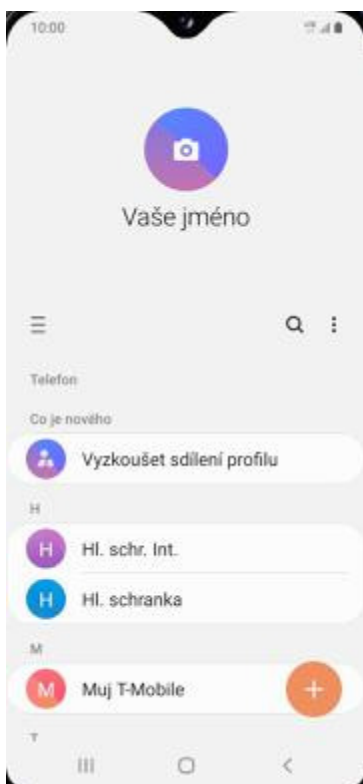 10:00
Vaše jméno
Telefon
Co je nového
Vyzkoušet sdílení profilu
H
H Hl. schr. Int.
H Hl. schranka
M
M Muj T-Mobile
T